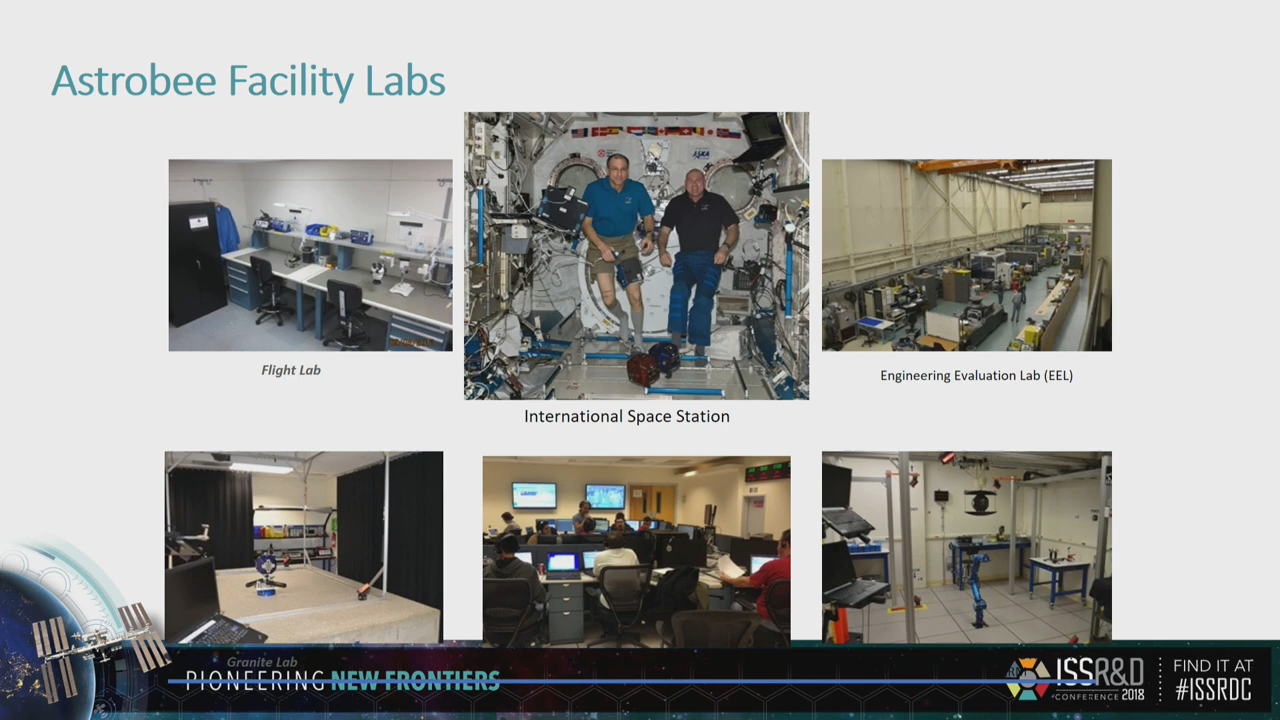 Astrobee Facility Labs
Flight Lab
International Space Station
Engineering Evaluation Lab (EEL)
Granite Lab
PIONEERING NEW FRONTIERS
ISSR&D
CONFERENCE 2018
FIND IT AT
#ISSRDC